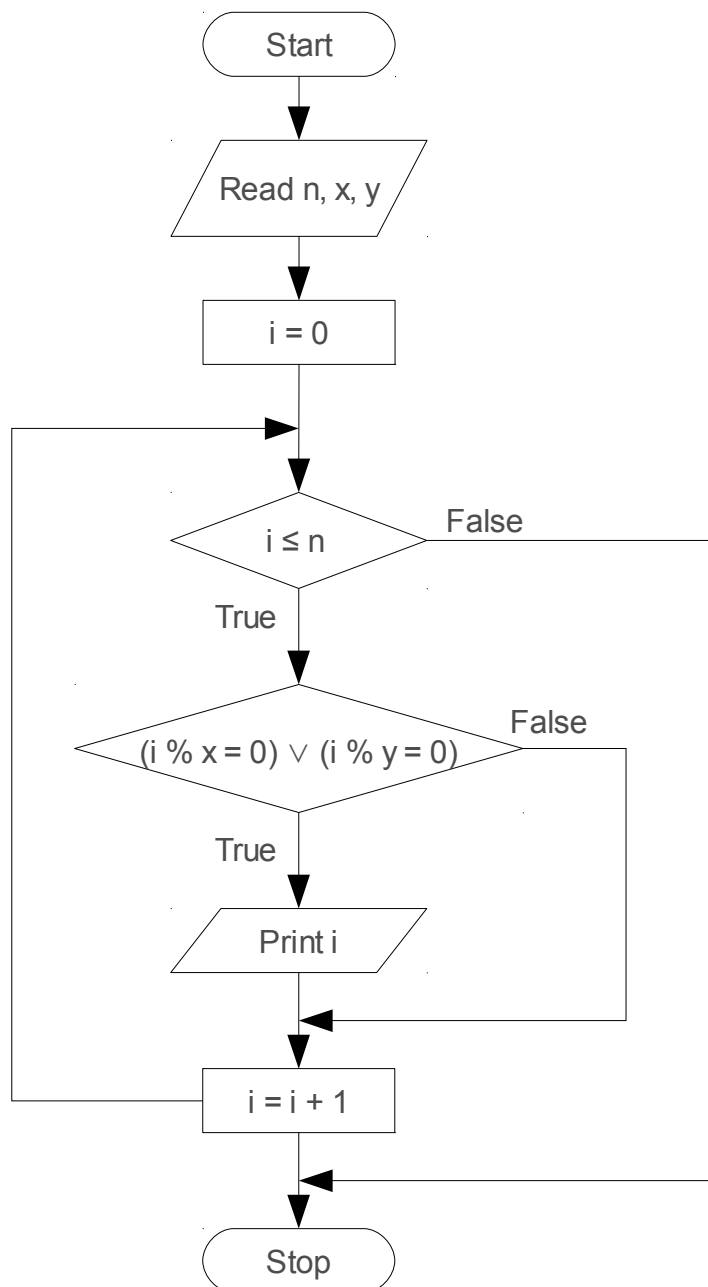 Start
Read n, x, y
i = 0
i ≤ n
False
True
(i % x = 0) ∨ (i % y = 0)
False
True
Print i
i = i + 1
Stop